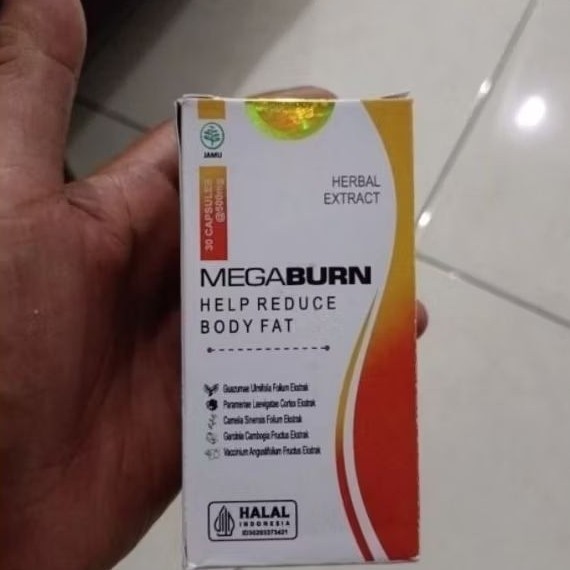 JAMU
30 CAPSULES
@500mg
HERBAL
EXTRACT
MEGABURN
HELP REDUCE
BODY FAT
Guazumae Ulmifolia Folium Ekstrak
Parameriae Laevigatae Cortex Ekstrak
Camelia Sinensis Folium Ekstrak
Garcinia Cambogia Fructus Ekstrak
Vaccinium Angustifolium Fructus Ekstrak
HALAL
INDONESIA